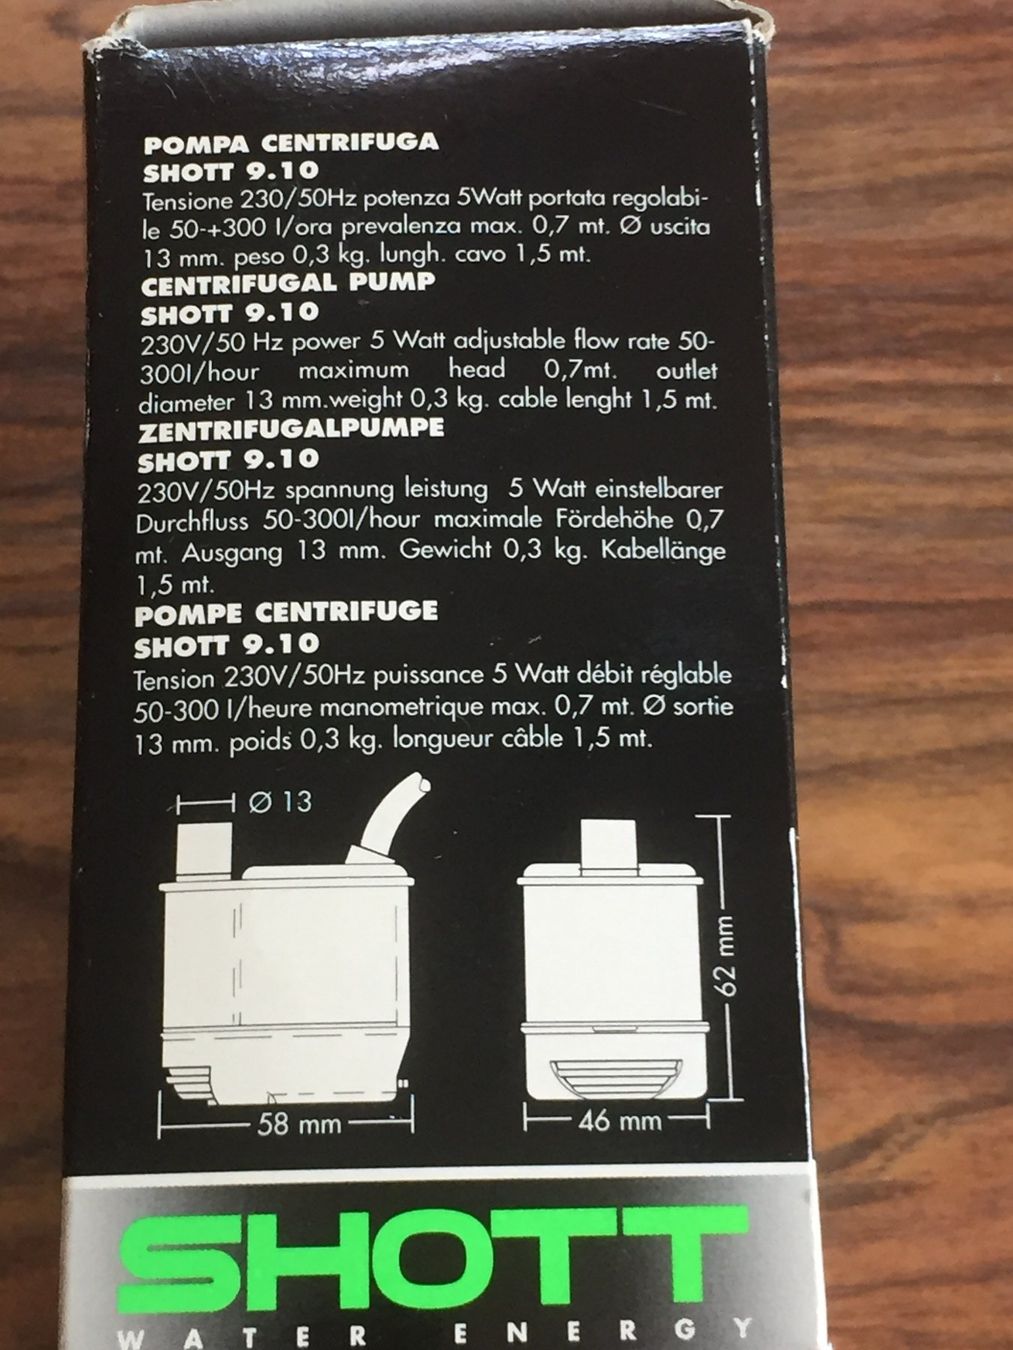 POMPA CENTRIFUGA
SHOTT 9.10
Tensione 230/50Hz potenza 5Watt portata regolabi-
le 50-+300 l/ora prevalenza max. 0,7 mt. Ø uscita
13 mm. peso 0,3 kg. lungh. cavo 1,5 mt.
CENTRIFUGAL PUMP
SHOTT 9.10
230V/50 Hz power 5 Watt adjustable flow rate 50-
300l/hour maximum head 0,7mt. outlet
diameter 13 mm.weight 0,3 kg. cable lenght 1,5 mt.
ZENTRIFUGALPUMPE
SHOTT 9.10
230V/50Hz spannung leistung 5 Watt einstelbarer
Durchfluss 50-300l/hour maximale Fördehöhe 0,7
mt. Ausgang 13 mm. Gewicht 0,3 kg. Kabellänge
1,5 mt.
POMPE CENTRIFUGE
SHOTT 9.10
Tension 230V/50Hz puissance 5 Watt débit réglable
50-300 l/heure manometrique max. 0,7 mt. Ø sortie
13 mm. poids 0,3 kg. longueur câble 1,5 mt.
Ø 13
62 mm
58 mm
46 mm
SHOTT
WATER ENERGY